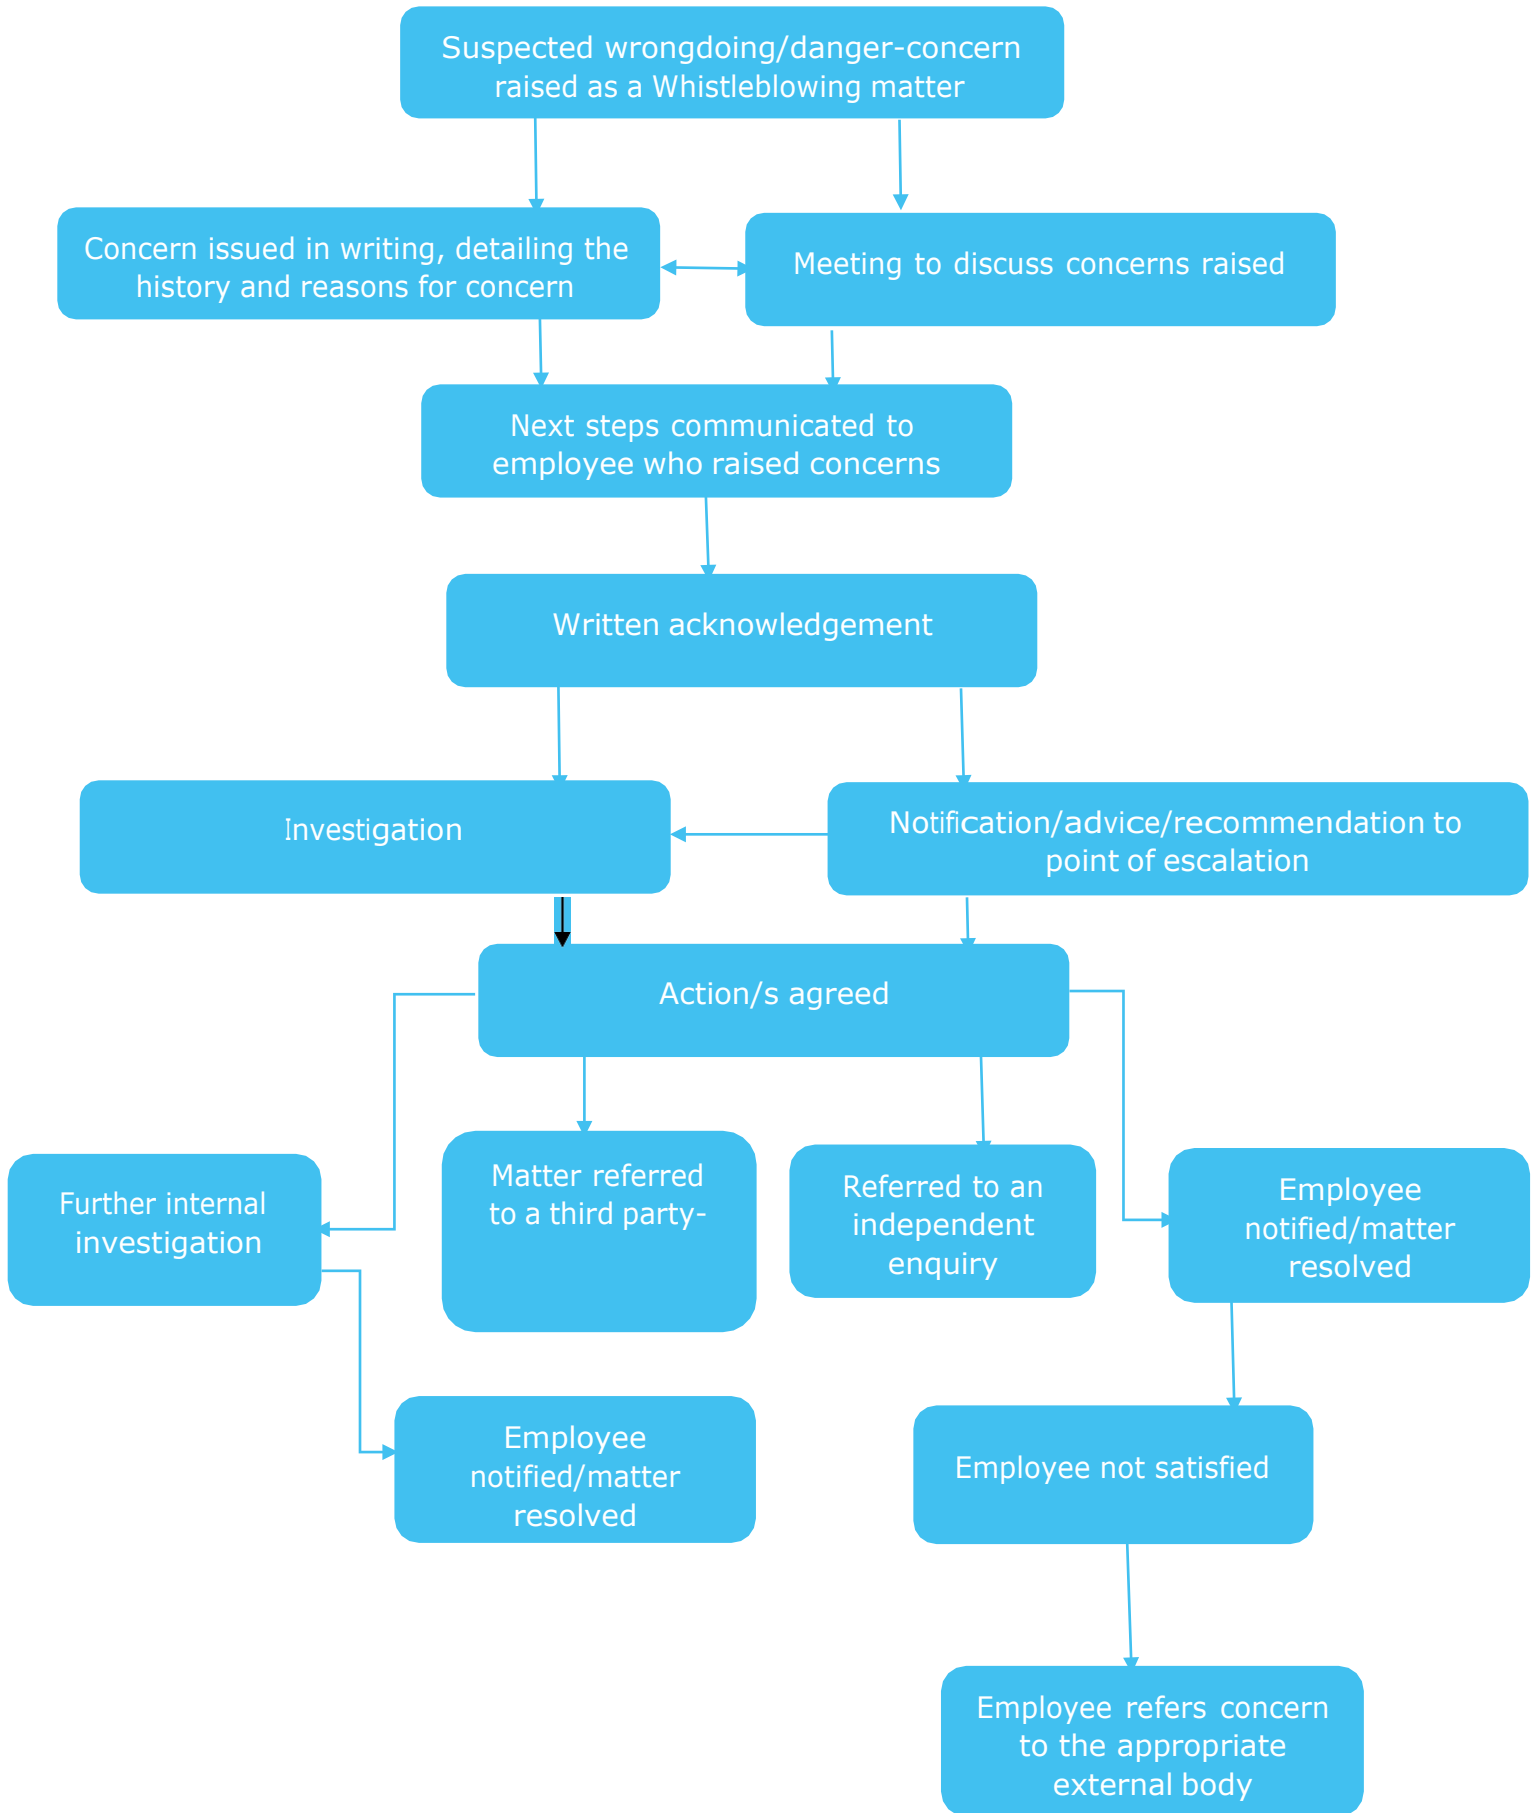 Suspected wrongdoing/danger-concern
raised as a Whistleblowing matter
Concern issued in writing, detailing the
history and reasons for concern
Meeting to discuss concerns raised
Next steps communicated to
employee who raised concerns
Written acknowledgement
Investigation
Notification/advice/recommendation to
point of escalation
Action/s agreed
Further internal
investigation
Matter referred
to a third party-
Referred to an
independent
enquiry
Employee
notified/matter
resolved
Employee
notified/matter
resolved
Employee not satisfied
Employee refers concern
to the appropriate
external body